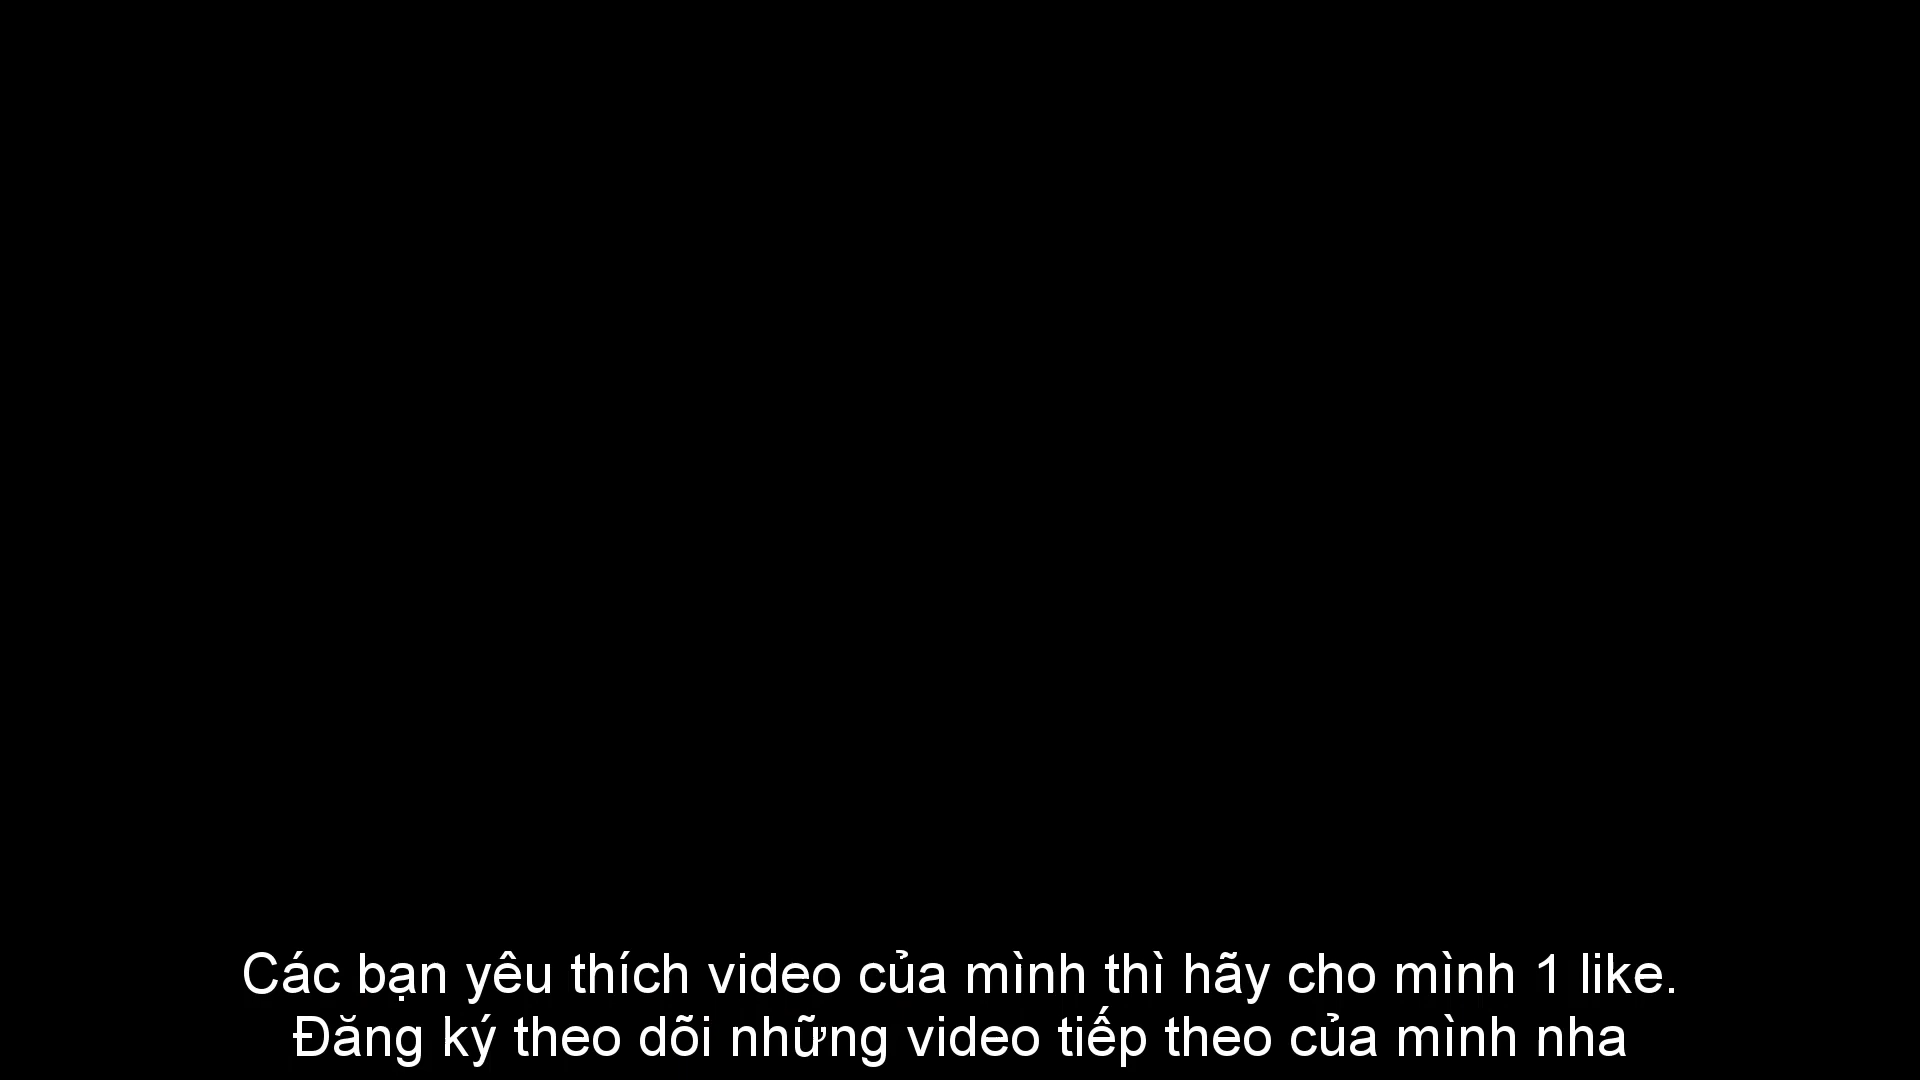 Các bạn yêu thích video của mình thì hãy cho mình 1 like.
Đăng ký theo dõi những video tiếp theo của mình nha